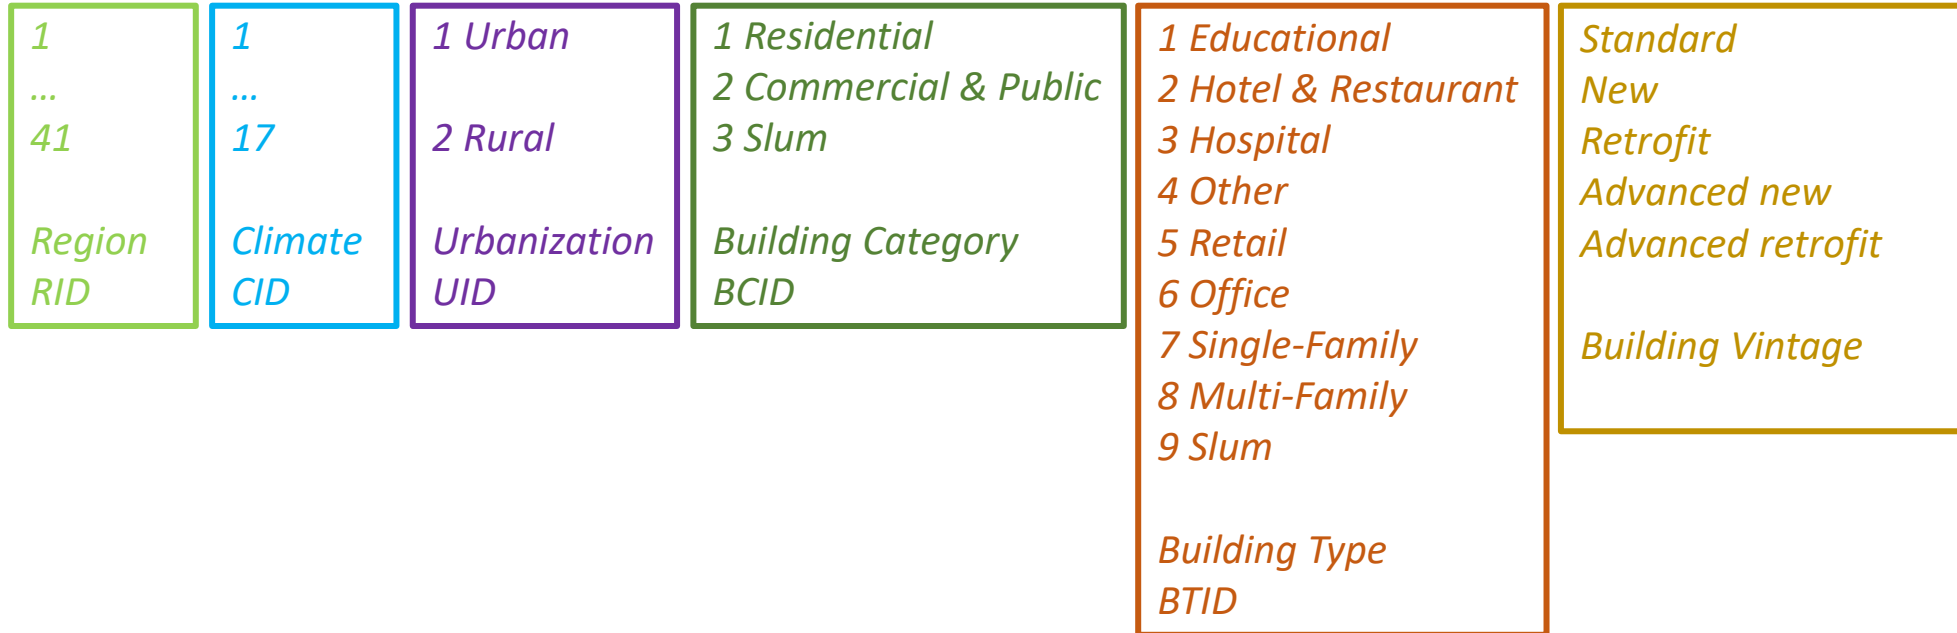 1
...
41
Region
RID
1
...
17
Climate
CID
1 Urban
2 Rural
Urbanization
UID
1 Residential
2 Commercial & Public
3 Slum
Building Category
BCID
1 Educational
2 Hotel & Restaurant
3 Hospital
4 Other
5 Retail
6 Office
7 Single-Family
8 Multi-Family
9 Slum
Building Type
BTID
Standard
New
Retrofit
Advanced new
Advanced retrofit
Building Vintage